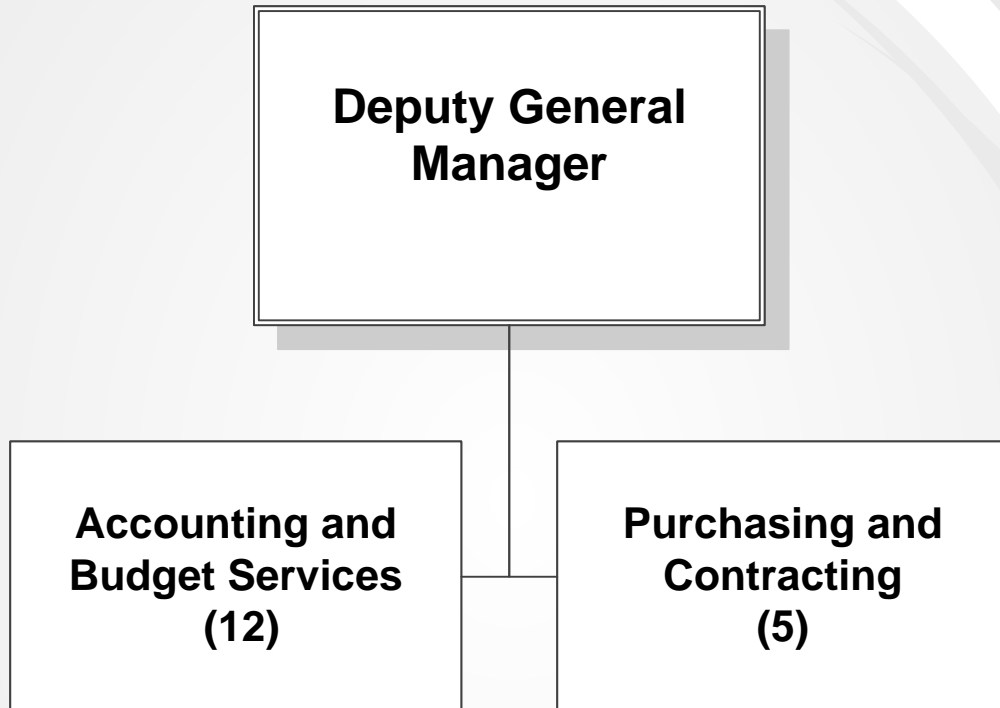 Deputy General
Manager
Accounting and
Budget Services
(12)
Purchasing and
Contracting
(5)